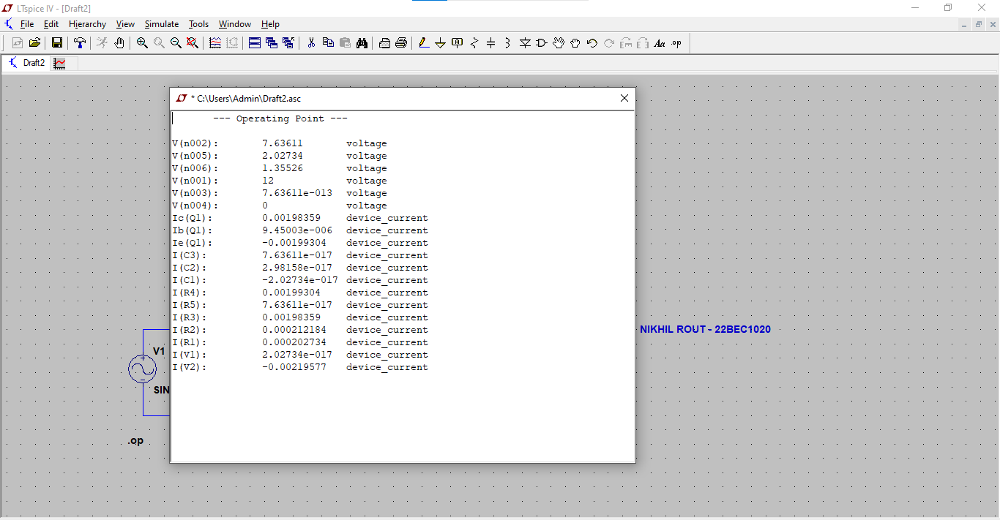 LTspice IV - [Draft2]
File Edit Hierarchy View Simulate Tools Window Help
Aa .op
Draft2
* C:\Users\Admin\Draft2.asc
--- Operating Point ---
V(n002): 7.63611 voltage
V(n005): 2.02734 voltage
V(n006): 1.35526 voltage
V(n001): 12 voltage
V(n003): 7.63611e-013 voltage
V(n004): 0 voltage
Ic(Q1): 0.00198359 device_current
Ib(Q1): 9.45003e-006 device_current
Ie(Q1): -0.00199304 device_current
I(C3): 7.63611e-017 device_current
I(C2): 2.98158e-017 device_current
I(C1): -2.02734e-017 device_current
I(R4): 0.00199304 device_current
I(R5): 7.63611e-017 device_current
I(R3): 0.00198359 device_current
I(R2): 0.000212184 device_current
I(R1): 0.000202734 device_current
I(V1): 2.02734e-017 device_current
I(V2): -0.00219577 device_current
NIKHIL ROUT - 22BEC1020
V1
SIN
.op